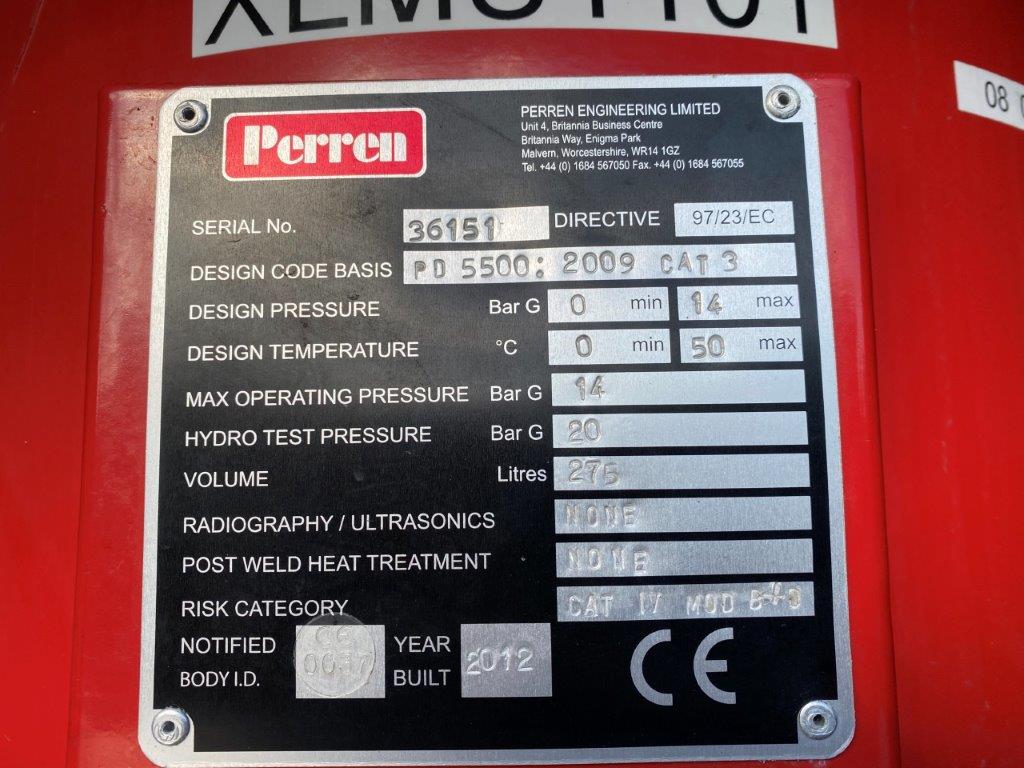 Perren
PERREN ENGINEERING LIMITED
Unit 4, Britannia Business Centre
Britannia Way, Enigma Park
Malvern, Worcestershire, WR14 1GZ
Tel. +44 (0) 1684 567050 Fax. +44 (0) 1684 567055
SERIAL No. 36151 DIRECTIVE 97/23/EC
DESIGN CODE BASIS PD 5500: 2009 CAT 3
DESIGN PRESSURE Bar G 0 min 14 max
DESIGN TEMPERATURE °C 0 min 50 max
MAX OPERATING PRESSURE Bar G 14
HYDRO TEST PRESSURE Bar G 20
VOLUME Litres 275
RADIOGRAPHY / ULTRASONICS NONE
POST WELD HEAT TREATMENT NONE
RISK CATEGORY CAT IV MOD B+D
NOTIFIED BODY I.D. CE 0037 YEAR BUILT 2012 CE
08